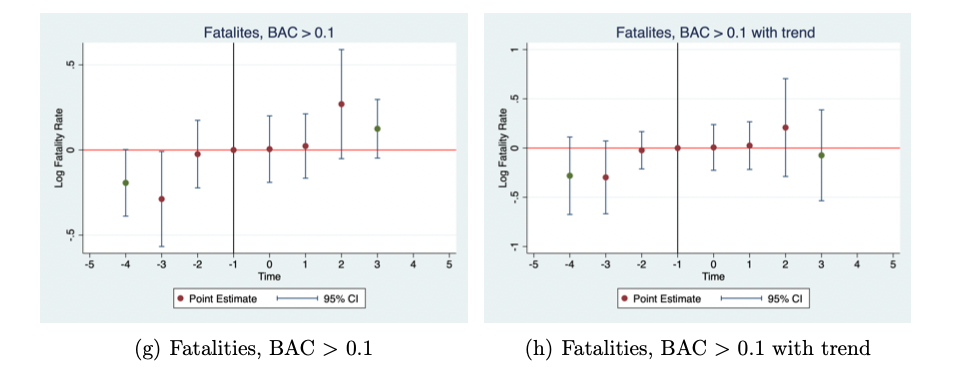 Fatalites, BAC > 0.1
Log Fatality Rate
.5
0
-.5
-5 -4 -3 -2 -1 0 1 2 3 4 5
Time
Point Estimate 95% CI
(g) Fatalities, BAC > 0.1
Fatalites, BAC > 0.1 with trend
Log Fatality Rate
1
.5
0
-.5
-1
-5 -4 -3 -2 -1 0 1 2 3 4 5
Time
Point Estimate 95% CI
(h) Fatalities, BAC > 0.1 with trend